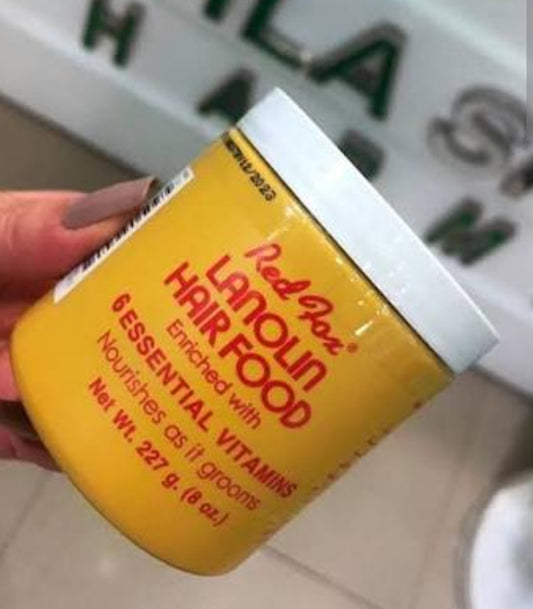 Red Fox®
LANOLIN
HAIR FOOD
Enriched with
6 ESSENTIAL VITAMINS
Nourishes as it grooms
Net Wt. 227 g. (8 oz.)